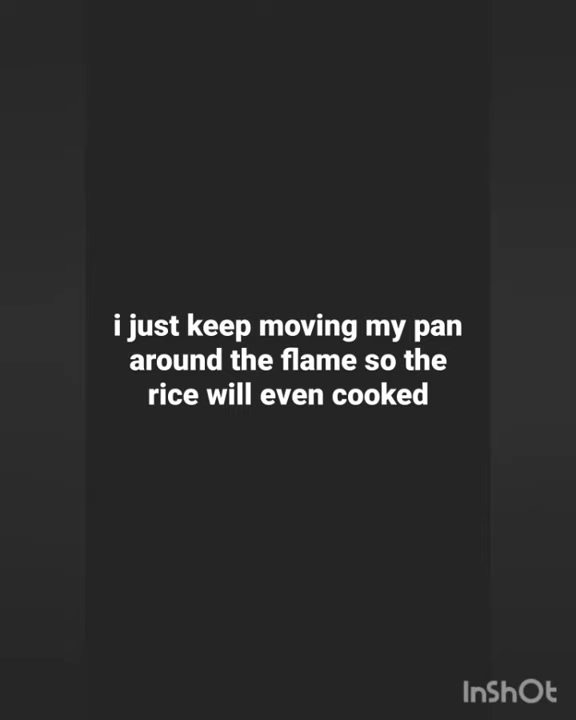 i just keep moving my pan
around the flame so the
rice will even cooked
InShOt